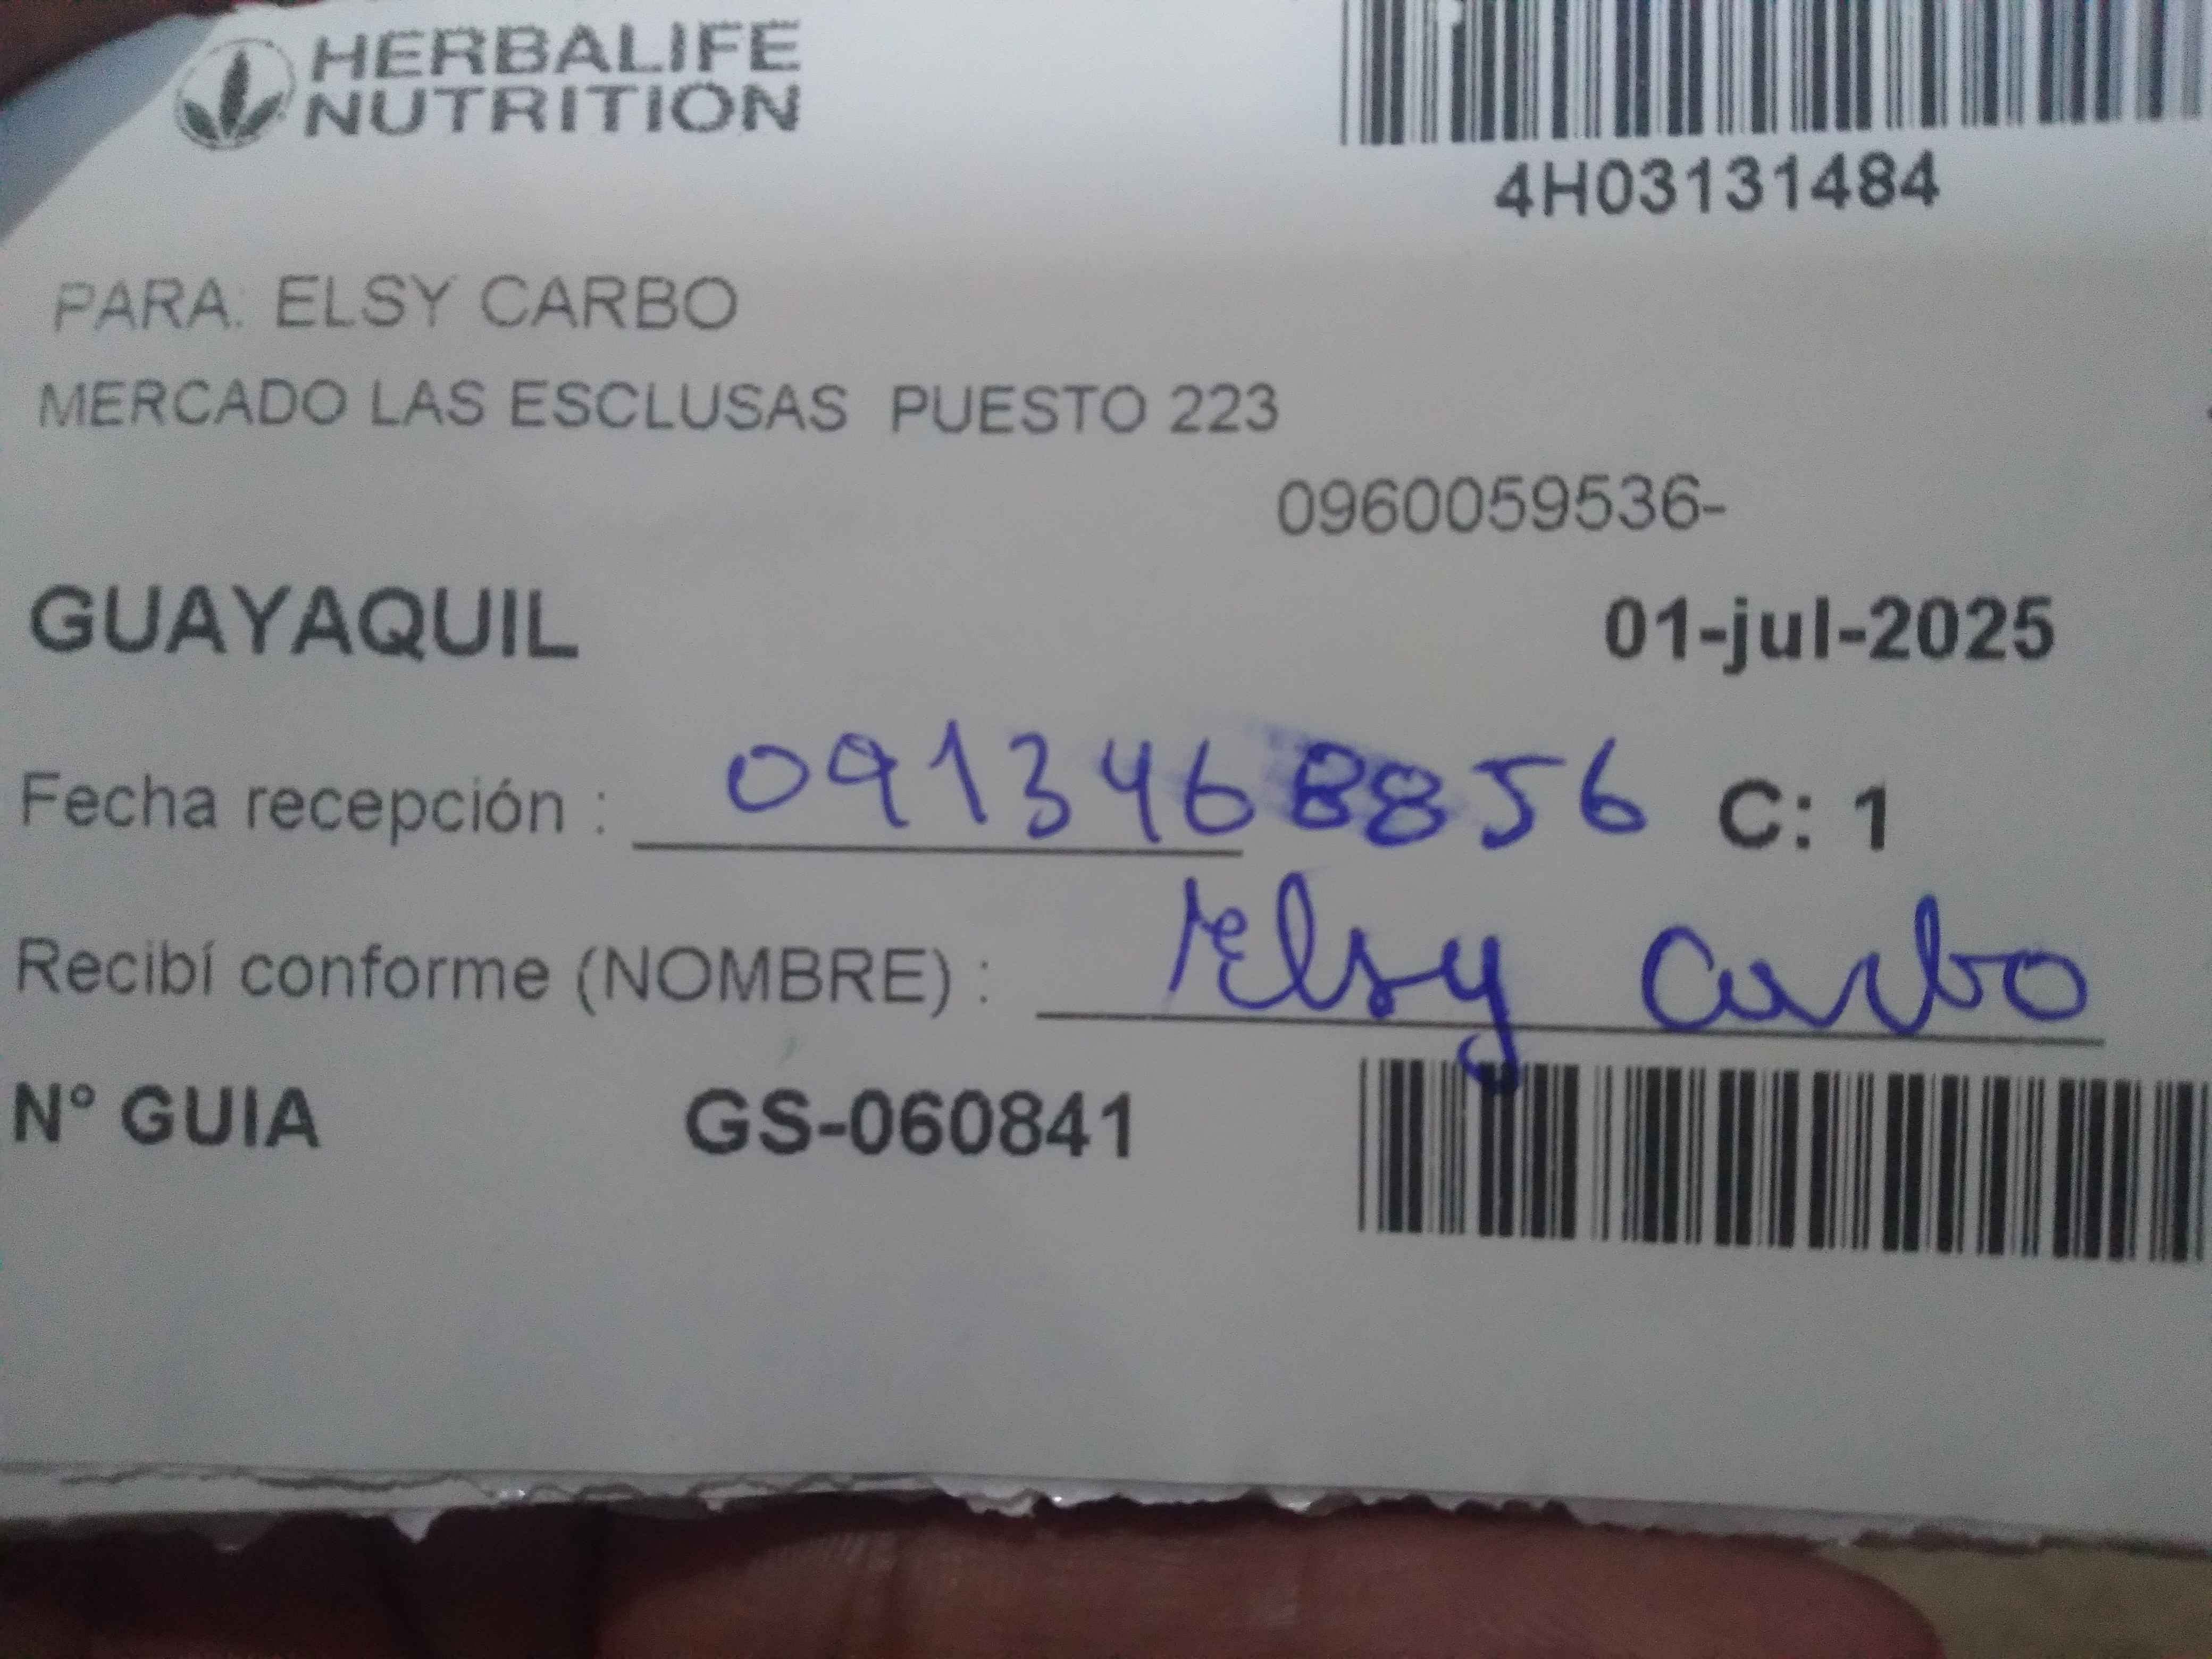 HERBALIFE
NUTRITION
4H03131484
PARA: ELSY CARBO
MERCADO LAS ESCLUSAS PUESTO 223
0960059536-
GUAYAQUIL 01-jul-2025
Fecha recepción : 0913468856 C: 1
Recibí conforme (NOMBRE) : Elsy Carbo
N° GUIA GS-060841